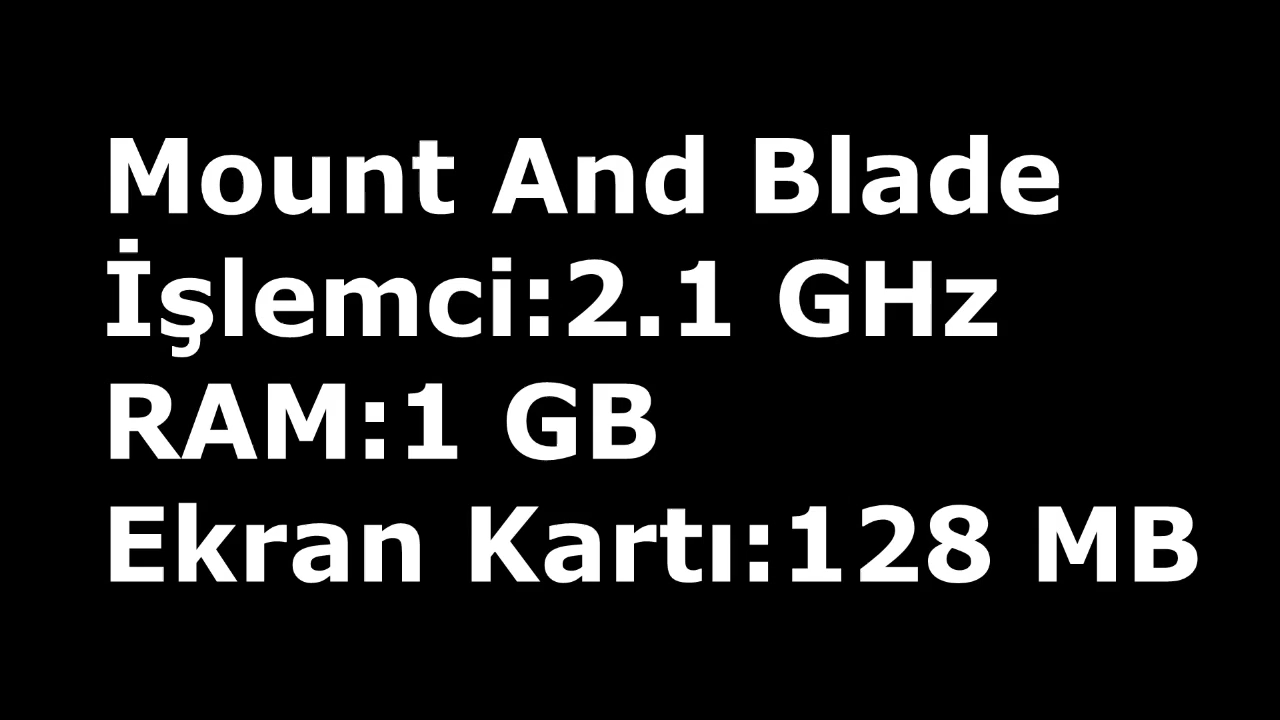 Mount And Blade
İşlemci:2.1 GHz
RAM:1 GB
Ekran Kartı:128 MB